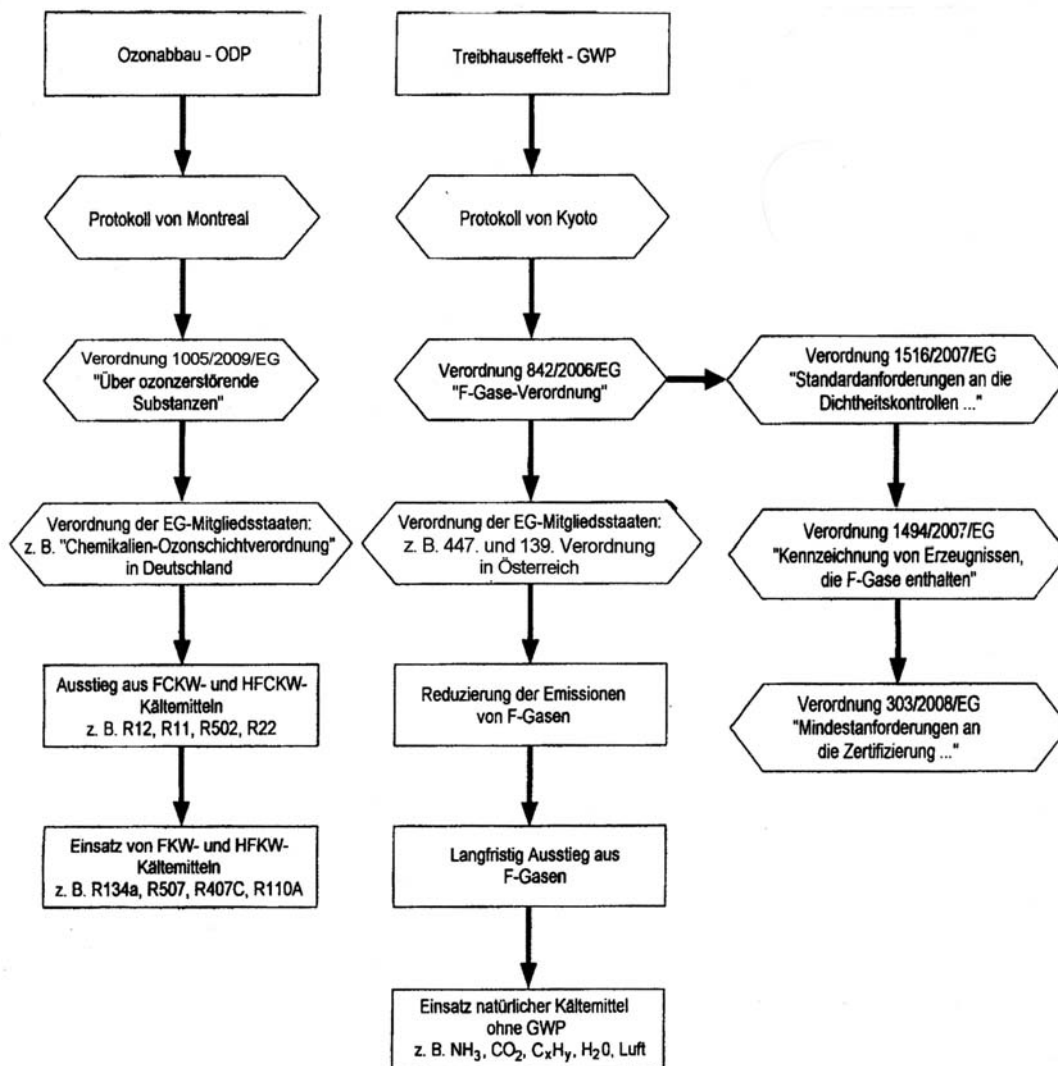 Ozonabbau - ODP
Protokoll von Montreal
Verordnung 1005/2009/EG
"Über ozonzerstörende
Substanzen"
Verordnung der EG-Mitgliedsstaaten:
z. B. "Chemikalien-Ozonschichtverordnung"
in Deutschland
Ausstieg aus FCKW- und HFCKW-
Kältemitteln
z. B. R12, R11, R502, R22
Einsatz von FKW- und HFKW-
Kältemitteln
z. B. R134a, R507, R407C, R110A
Treibhauseffekt - GWP
Protokoll von Kyoto
Verordnung 842/2006/EG
"F-Gase-Verordnung"
Verordnung der EG-Mitgliedsstaaten:
z. B. 447. und 139. Verordnung
in Österreich
Reduzierung der Emissionen
von F-Gasen
Langfristig Ausstieg aus
F-Gasen
Einsatz natürlicher Kältemittel
ohne GWP
z. B. NH₃, CO₂, CₓHᵧ, H₂0, Luft
Verordnung 1516/2007/EG
"Standardanforderungen an die
Dichtheitskontrollen ..."
Verordnung 1494/2007/EG
"Kennzeichnung von Erzeugnissen,
die F-Gase enthalten"
Verordnung 303/2008/EG
"Mindestanforderungen an
die Zertifizierung ..."